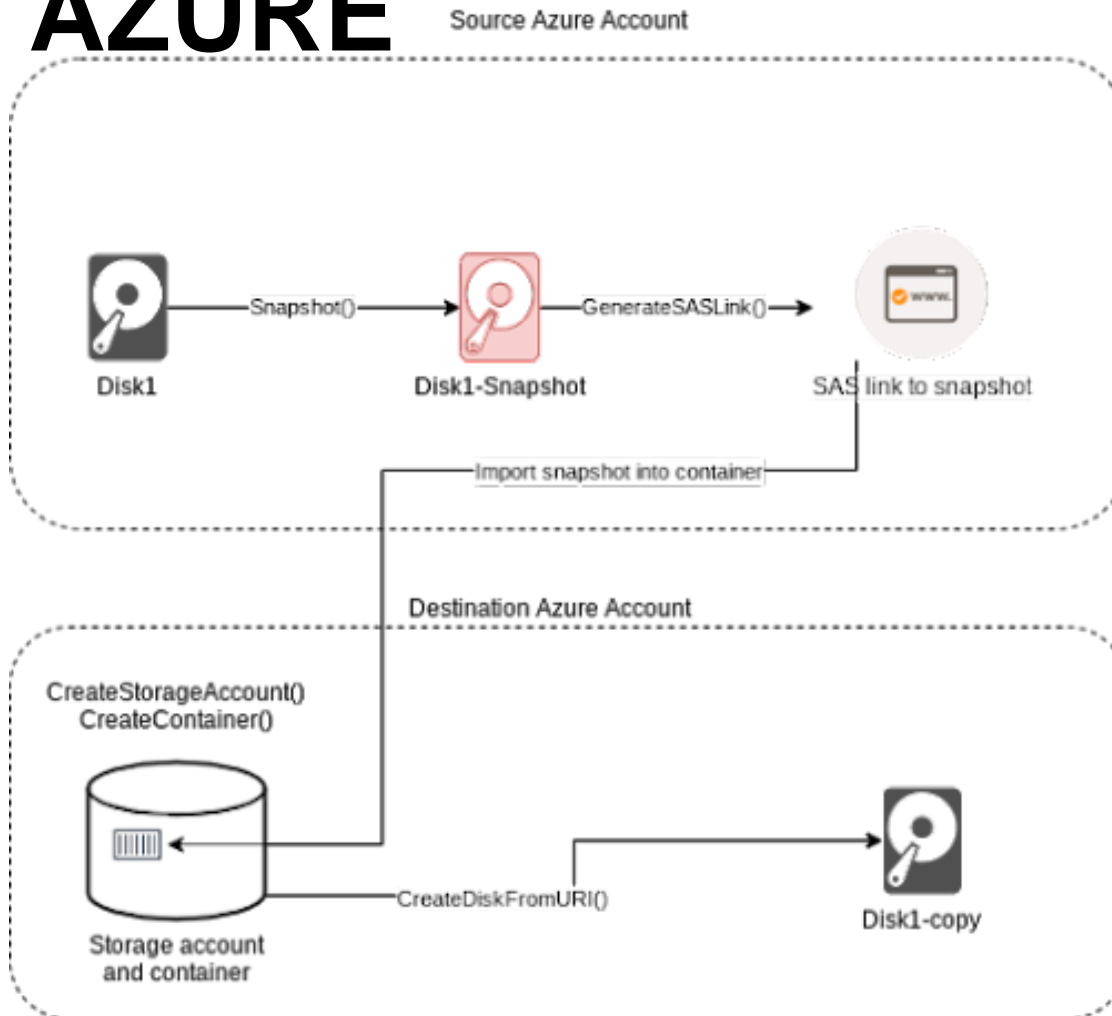 AZURE
Source Azure Account
Snapshot()
GenerateSASLink()
www.
Disk1
Disk1-Snapshot
SAS link to snapshot
Import snapshot into container
Destination Azure Account
CreateStorageAccount()
CreateContainer()
CreateDiskFromURI()
Disk1-copy
Storage account
and container